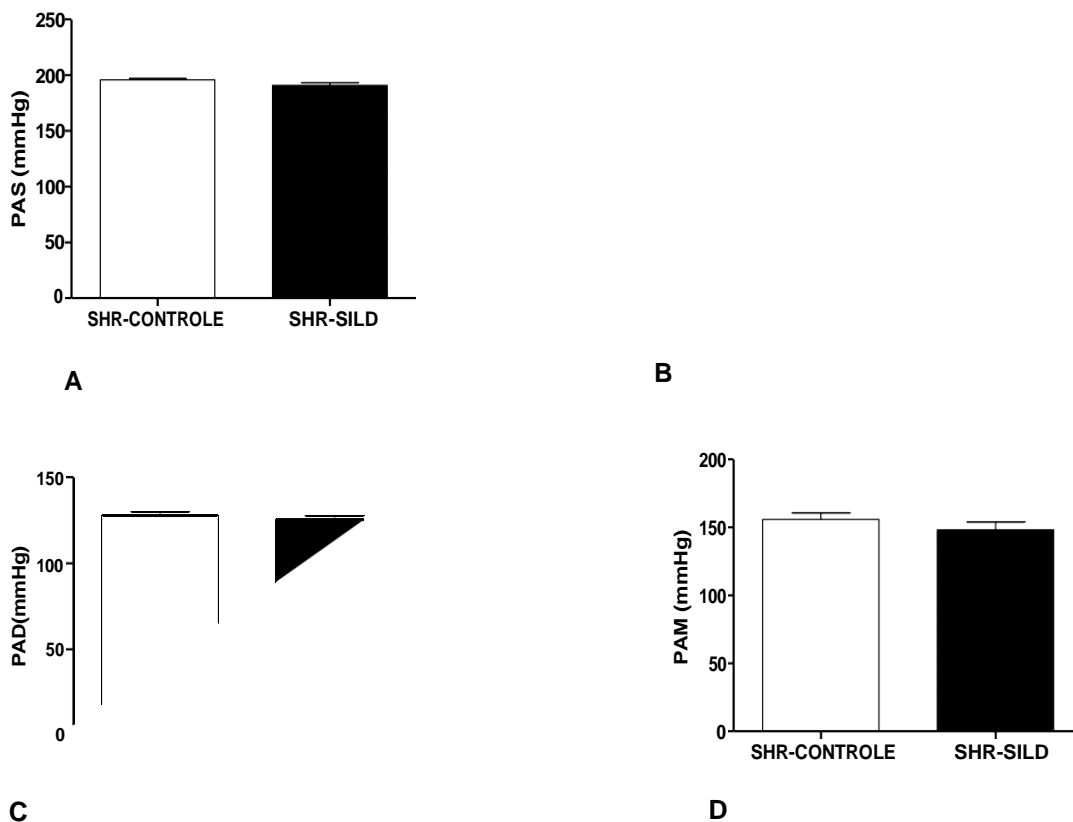 250
200
150
100
50
0
PAS (mmHg)
SHR-CONTROLE SHR-SILD
A
B
150
100
50
0
PAD(mmHg)
200
150
100
50
0
PAM (mmHg)
SHR-CONTROLE SHR-SILD
C
D